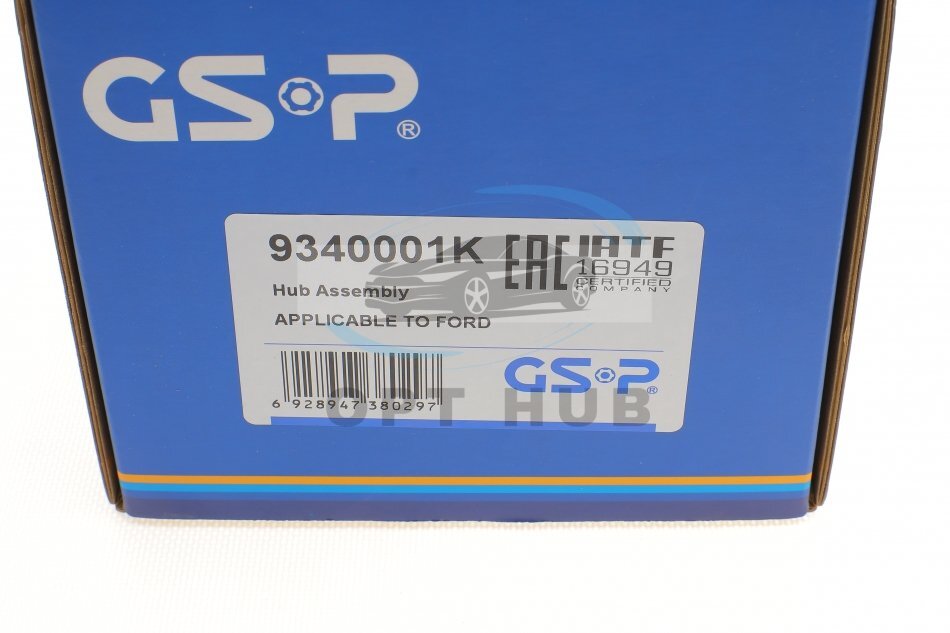 GSP®
9340001K EAC IATF
16949
CERTIFIED
COMPANY
Hub Assembly
APPLICABLE TO FORD
GSP®
6 928947 380297
OPT HUB